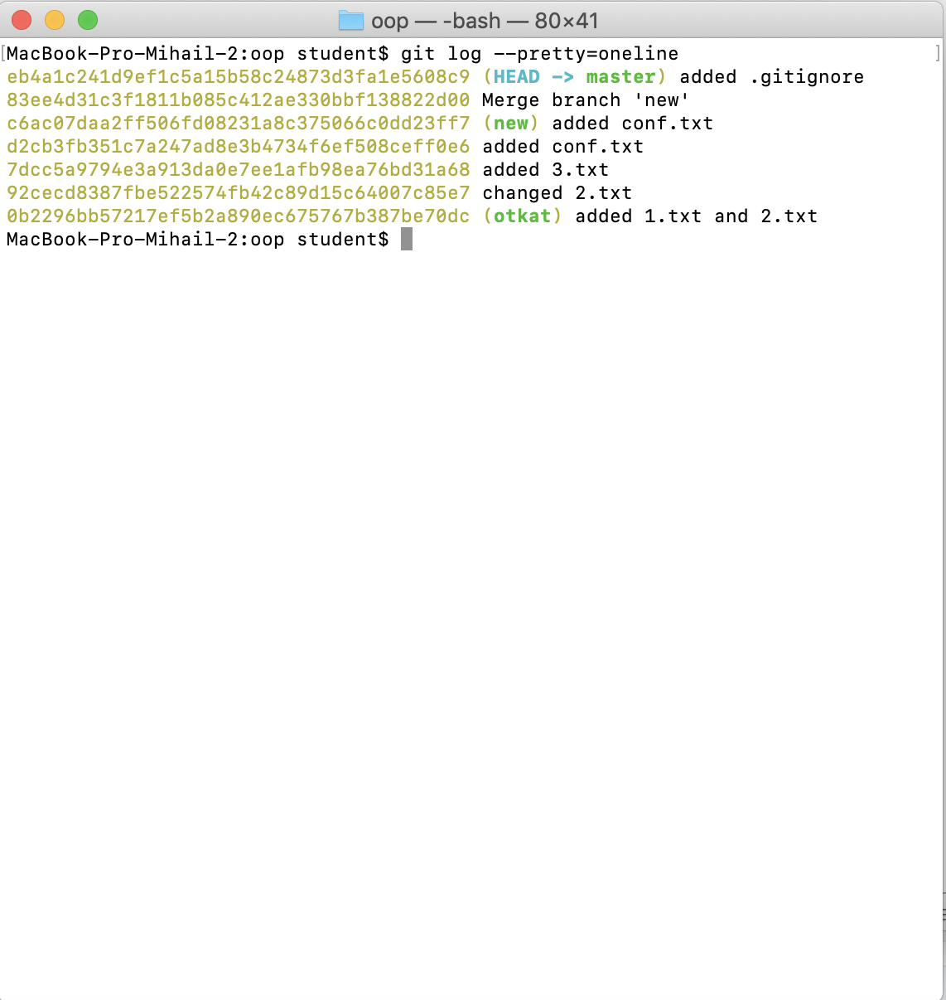 oop — -bash — 80×41
[MacBook-Pro-Mihail-2:oop student$ git log --pretty=oneline ]
eb4a1c241d9ef1c5a15b58c24873d3fa1e5608c9 (HEAD -> master) added .gitignore
83ee4d31c3f1811b085c412ae330bbf138822d00 Merge branch 'new'
c6ac07daa2ff506fd08231a8c375066c0dd23ff7 (new) added conf.txt
d2cb3fb351c7a247ad8e3b4734f6ef508ceff0e6 added conf.txt
7dcc5a9794e3a913da0e7ee1afb98ea76bd31a68 added 3.txt
92cecd8387fbe522574fb42c89d15c64007c85e7 changed 2.txt
0b2296bb57217ef5b2a890ec675767b387be70dc (otkat) added 1.txt and 2.txt
MacBook-Pro-Mihail-2:oop student$